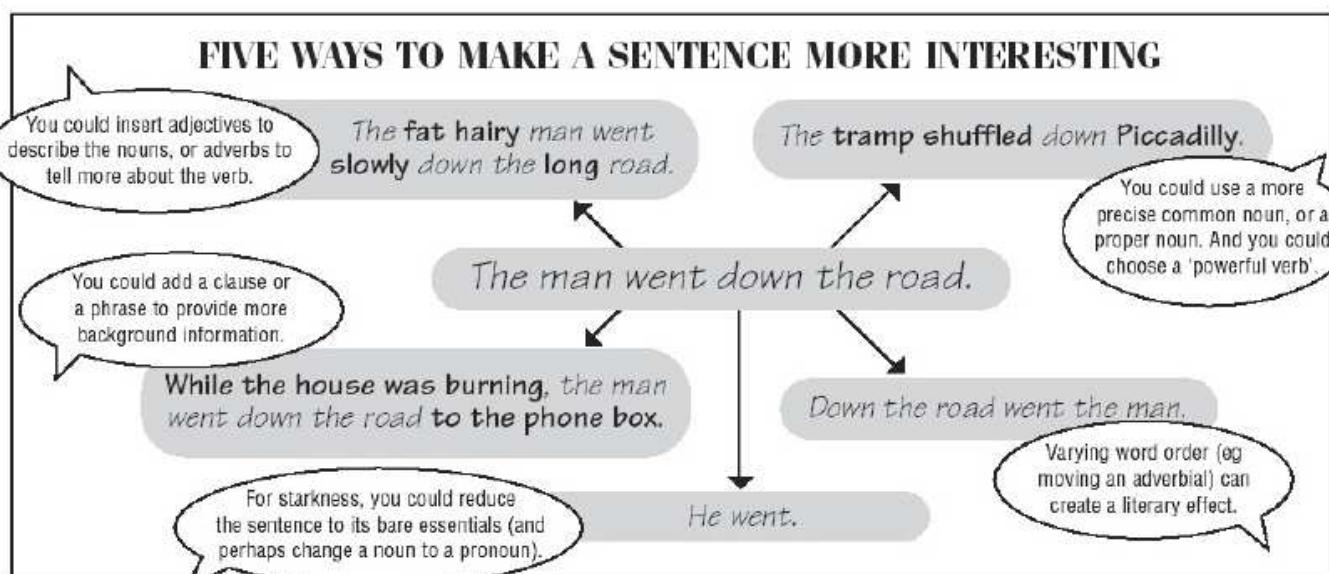 FIVE WAYS TO MAKE A SENTENCE MORE INTERESTING
You could insert adjectives to
describe the nouns, or adverbs to
tell more about the verb.
The fat hairy man went
slowly down the long road.
The tramp shuffled down Piccadilly.
You could use a more
precise common noun, or a
proper noun. And you could
choose a 'powerful verb'.
The man went down the road.
You could add a clause or
a phrase to provide more
background information.
While the house was burning, the man
went down the road to the phone box.
Down the road went the man.
Varying word order (eg
moving an adverbial) can
create a literary effect.
For starkness, you could reduce
the sentence to its bare essentials (and
perhaps change a noun to a pronoun).
He went.